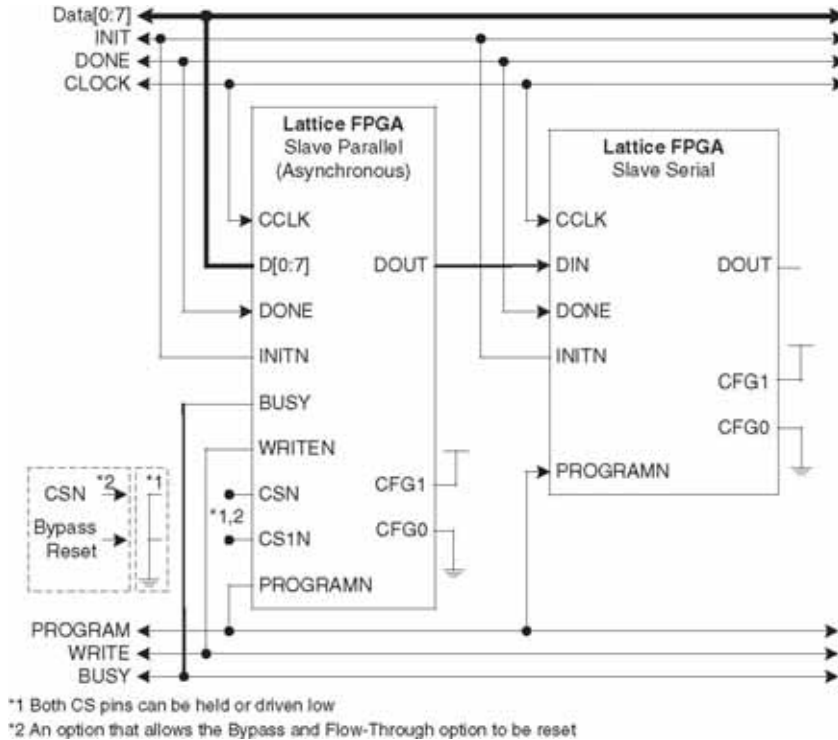 Data[0:7]
INIT
DONE
CLOCK
Lattice FPGA
Slave Parallel
(Asynchronous)
CCLK
D[0:7]
DOUT
DONE
INITN
BUSY
WRITEN
CSN
CS1N
PROGRAMN
CFG1
CFG0
Lattice FPGA
Slave Serial
CCLK
DIN
DOUT
DONE
INITN
CFG1
CFG0
PROGRAMN
*2
*1
CSN
Bypass
Reset
*1,2
PROGRAM
WRITE
BUSY
*1 Both CS pins can be held or driven low
*2 An option that allows the Bypass and Flow-Through option to be reset